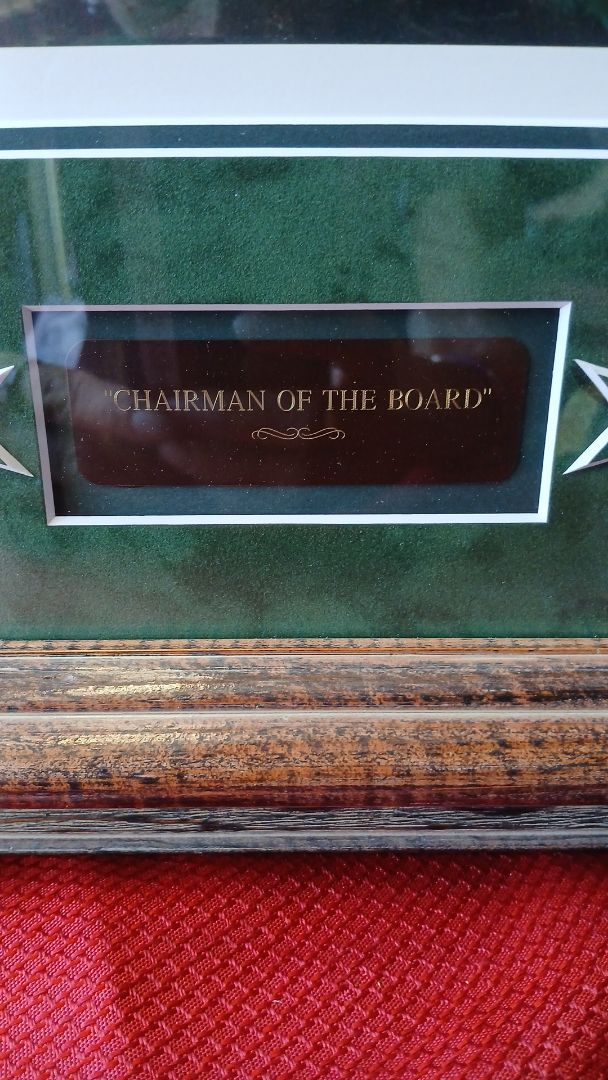 "CHAIRMAN OF THE BOARD"